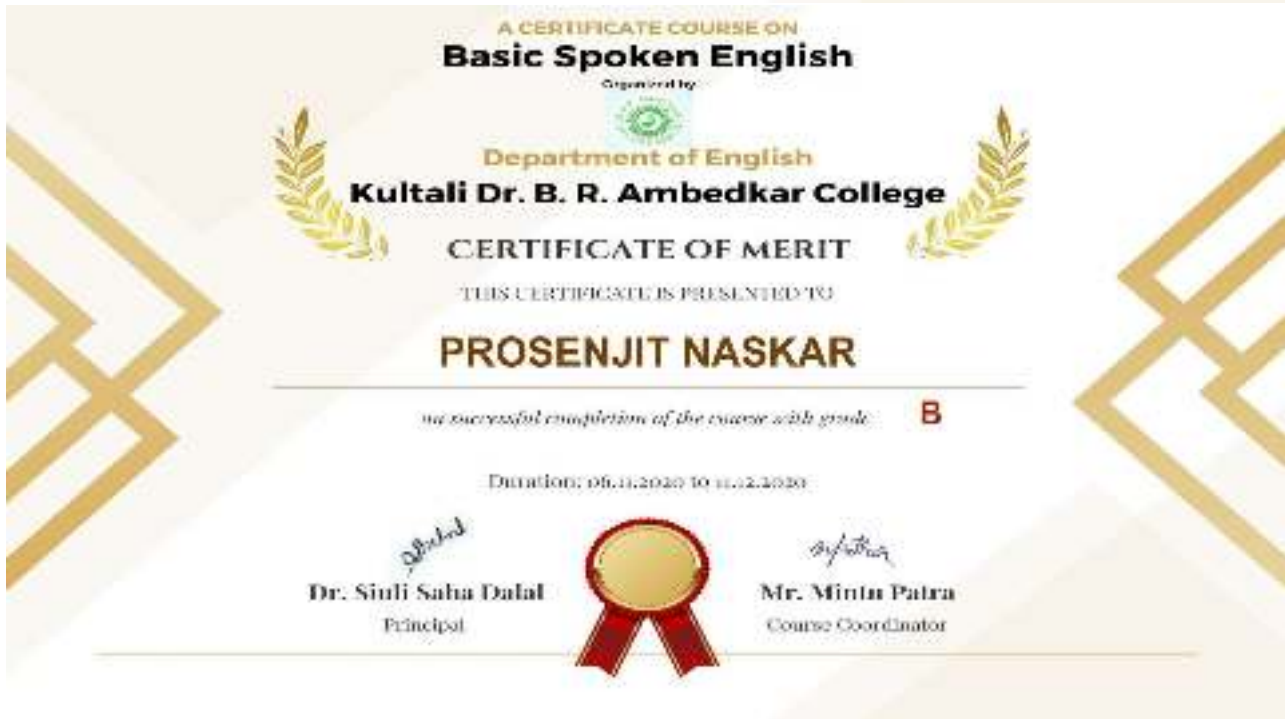 A CERTIFICATE COURSE ON
Basic Spoken English
Organized by
Department of English
Kultali Dr. B. R. Ambedkar College
CERTIFICATE OF MERIT
THIS CERTIFICATE IS PRESENTED TO
PROSENJIT NASKAR
on successful completion of the course with grade B
Duration: 06.11.2020 to 11.12.2020
Dr. Siuli Saha Dalal Mr. Mintu Patra
Principal Course Coordinator